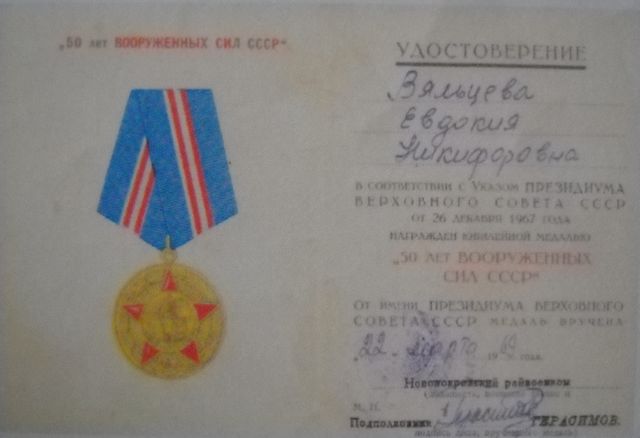 „50 лет ВООРУЖЕННЫХ СИЛ СССР“
УДОСТОВЕРЕНИЕ
Вяльцева
Евдокия
Никифоровна
В СООТВЕТСТВИИ С УКАЗОМ ПРЕЗИДИУМА
ВЕРХОВНОГО СОВЕТА СССР
ОТ 26 ДЕКАБРЯ 1967 ГОДА
НАГРАЖДЕН ЮБИЛЕЙНОЙ МЕДАЛЬЮ
„50 ЛЕТ ВООРУЖЕННЫХ
СИЛ СССР“
ОТ ИМЕНИ ПРЕЗИДИУМА ВЕРХОВНОГО
СОВЕТА СССР МЕДАЛЬ ВРУЧЕНА
„22“ марта 1969 года
райвоенком
М. П.
Подполковник ГЕРАСИМОВ.